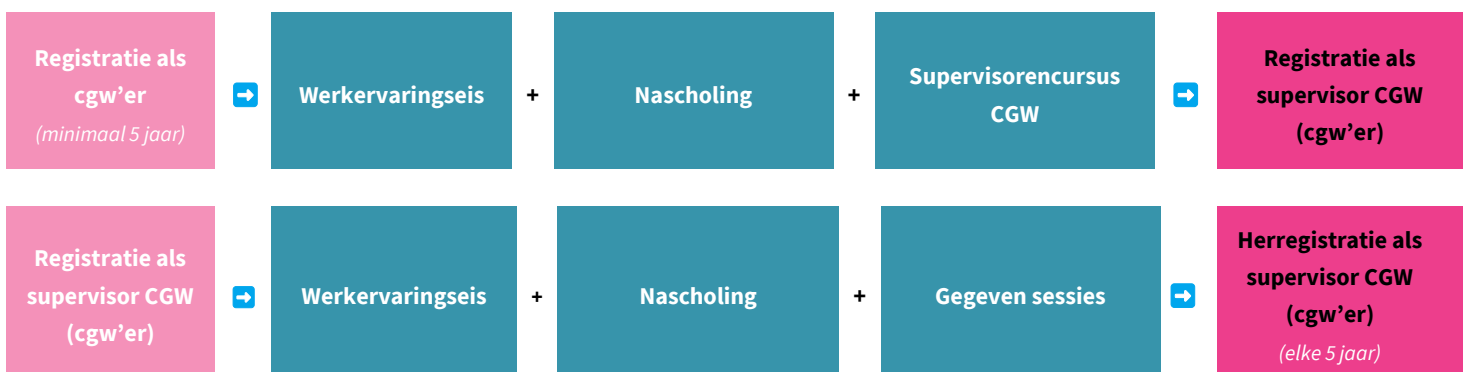 Registratie als
cgw’er
(minimaal 5 jaar)
Werkervaringseis
+
Nascholing
+
Supervisorencursus
CGW
Registratie als
supervisor CGW
(cgw’er)
Registratie als
supervisor CGW
(cgw’er)
Werkervaringseis
+
Nascholing
+
Gegeven sessies
Herregistratie als
supervisor CGW
(cgw’er)
(elke 5 jaar)